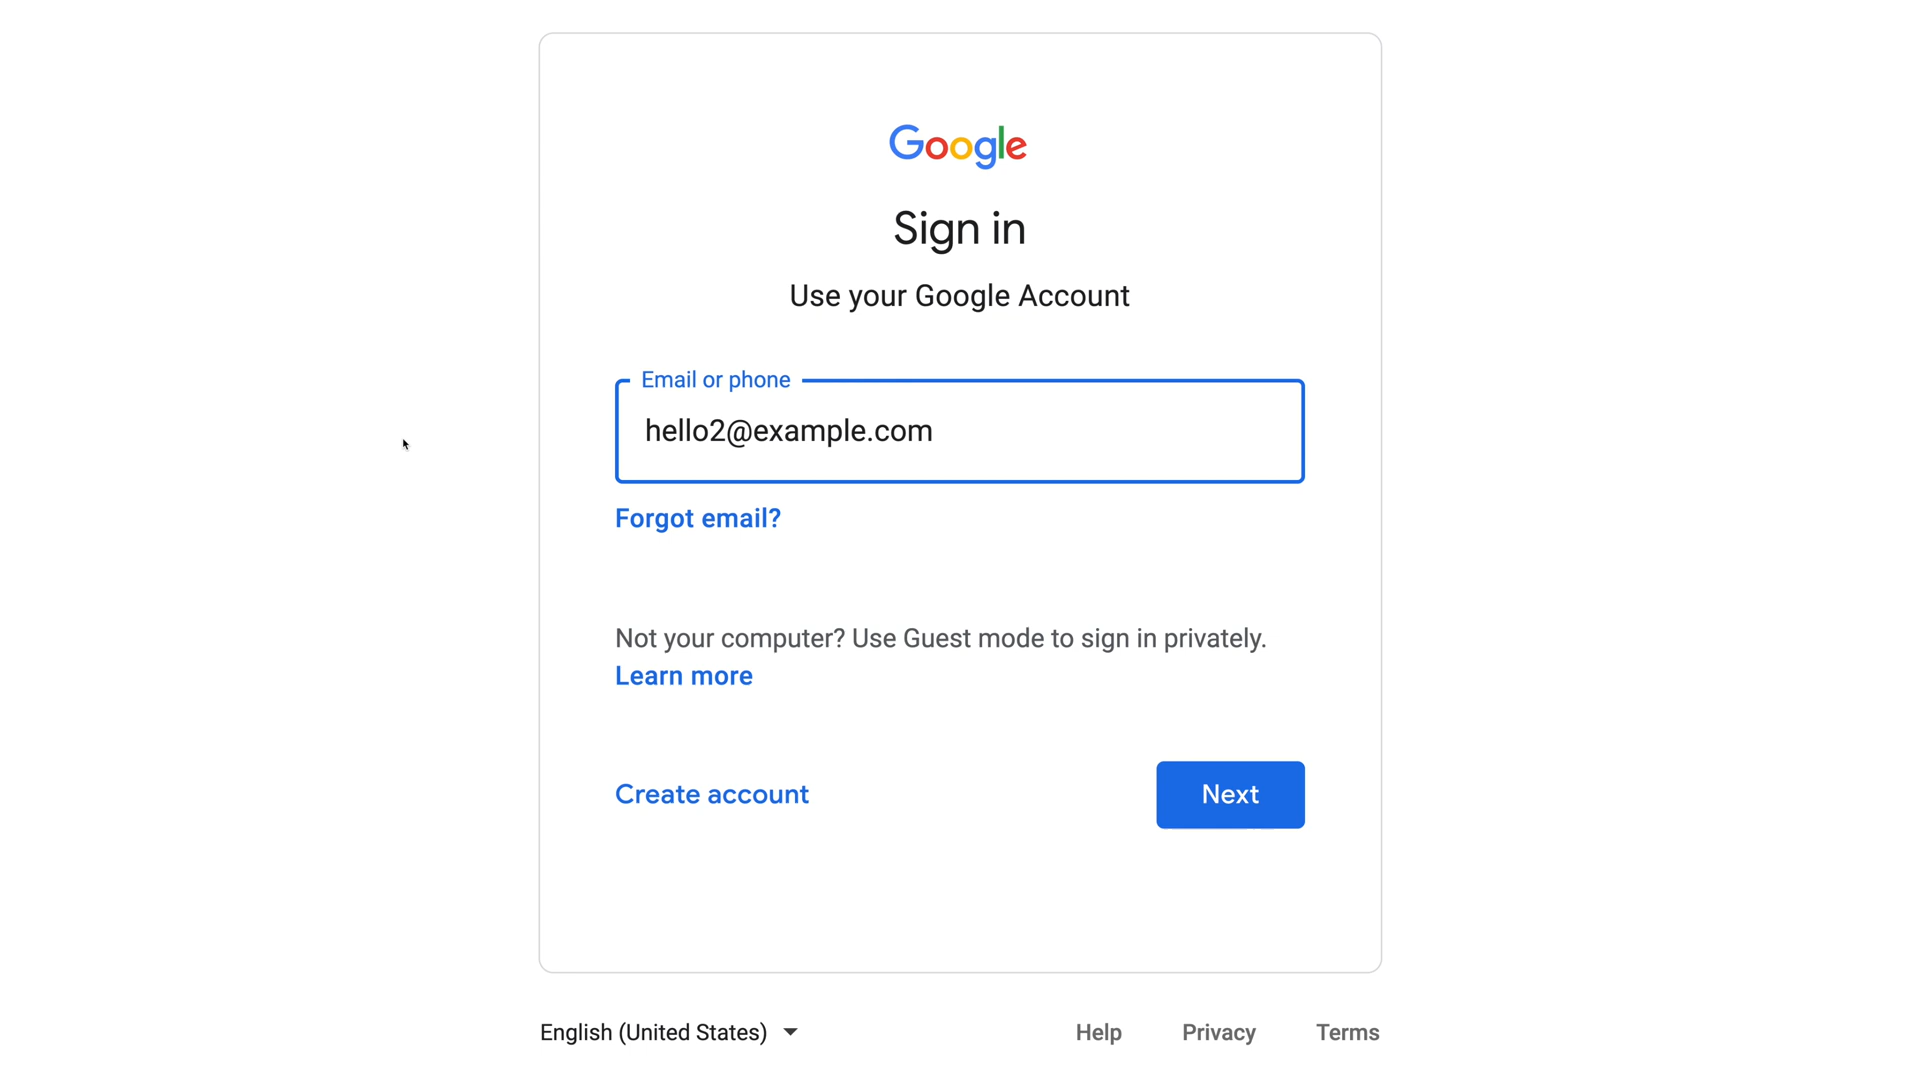 Google
Sign in
Use your Google Account
Email or phone
hello2@example.com
Forgot email?
Not your computer? Use Guest mode to sign in privately.
Learn more
Create account
Next
English (United States)
Help
Privacy
Terms